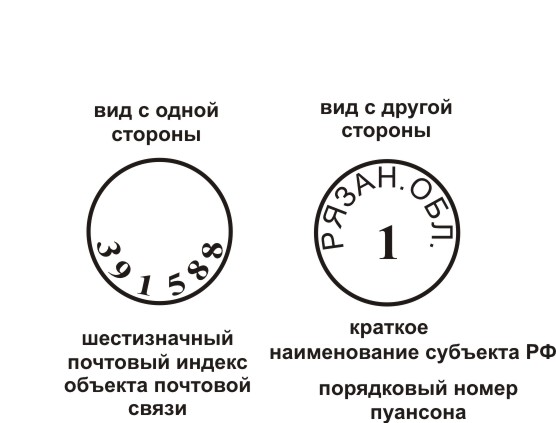 вид с одной
стороны
391588
шестизначный
почтовый индекс
объекта почтовой
связи
вид с другой
стороны
РЯЗАН. ОБЛ.
1
краткое
наименование субъекта РФ
порядковый номер
пуансона